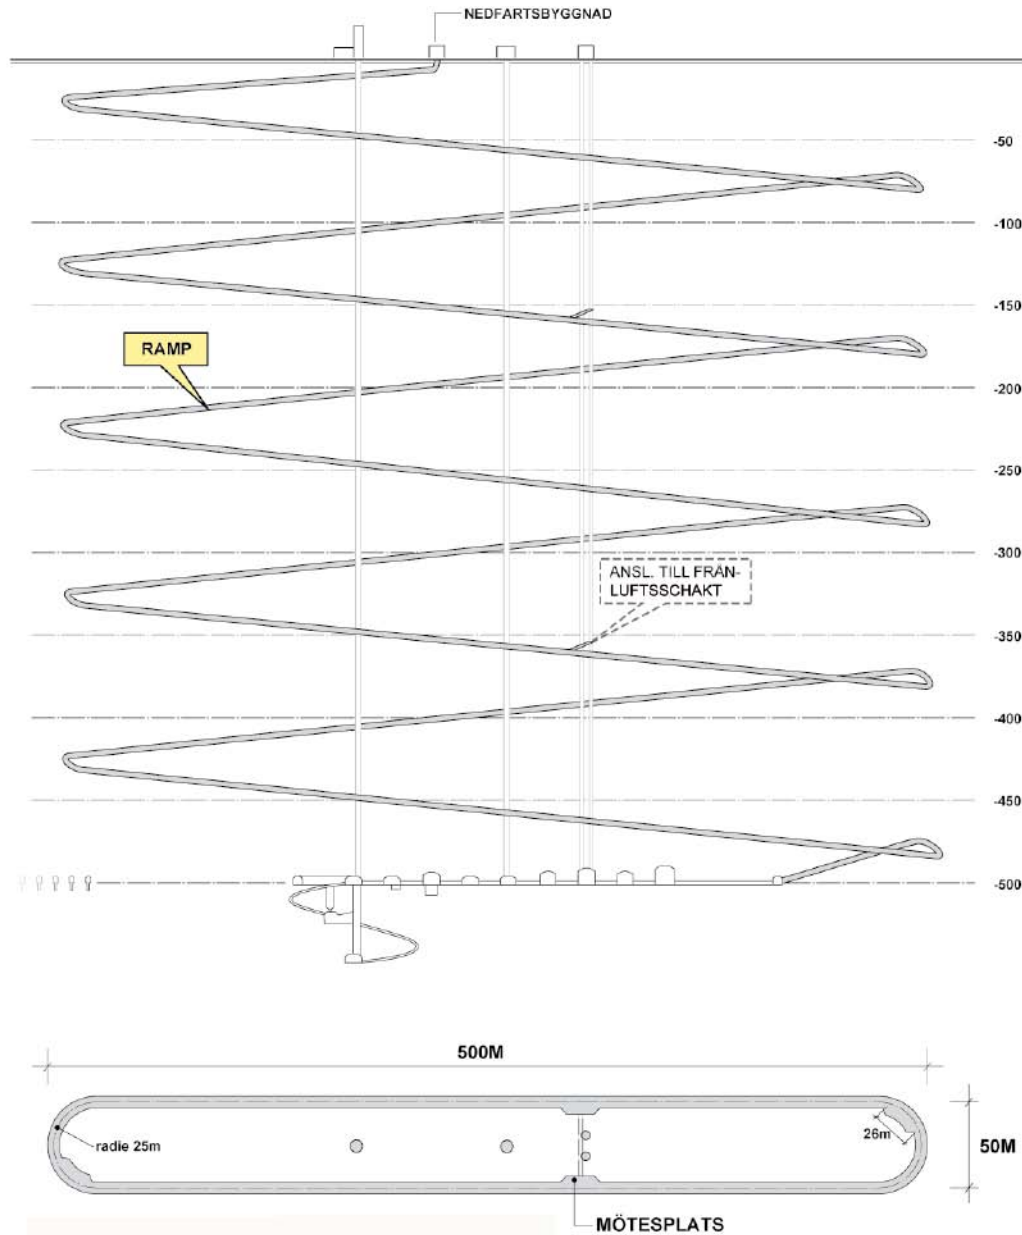 NEDFARTSBYGGNAD
-50
-100
-150
RAMP
-200
-250
-300
ANSL. TILL FRÅN-
LUFTSSCHAKT
-350
-400
-450
-500
500M
radie 25m
26m
50M
MÖTESPLATS